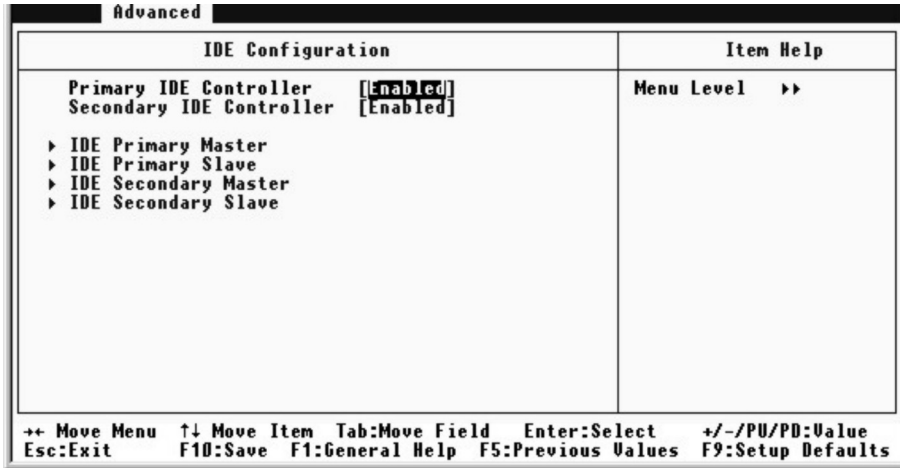 Advanced
IDE Configuration
Item Help
Primary IDE Controller [Enabled]
Secondary IDE Controller [Enabled]
Menu Level ▸▸
▸ IDE Primary Master
▸ IDE Primary Slave
▸ IDE Secondary Master
▸ IDE Secondary Slave
→← Move Menu ↑↓ Move Item Tab:Move Field Enter:Select +/-/PU/PD:Value
Esc:Exit F10:Save F1:General Help F5:Previous Values F9:Setup Defaults